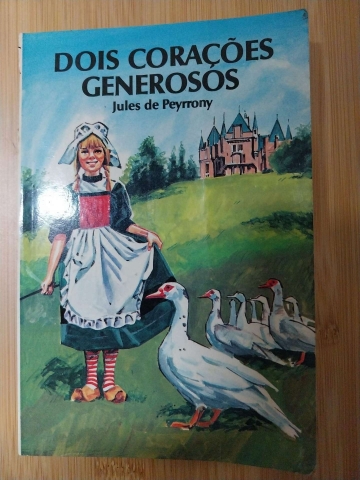 DOIS CORAÇÕES
GENEROSOS
Jules de Peyrrony